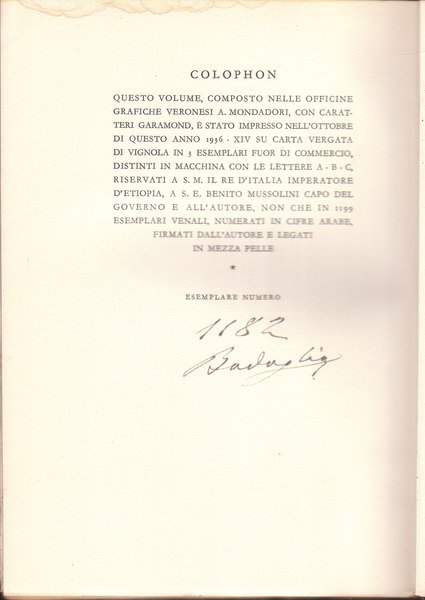 COLOPHON
QUESTO VOLUME, COMPOSTO NELLE OFFICINE
GRAFICHE VERONESI A. MONDADORI, CON CARAT-
TERI GARAMOND, È STATO IMPRESSO NELL'OTTOBRE
DI QUESTO ANNO 1936 - XIV SU CARTA VERGATA
DI VIGNOLA IN 3 ESEMPLARI FUOR DI COMMERCIO,
DISTINTI IN MACCHINA CON LE LETTERE A - B - C,
RISERVATI A S. M. IL RE D'ITALIA IMPERATORE
D'ETIOPIA, A S. E. BENITO MUSSOLINI CAPO DEL
GOVERNO E ALL'AUTORE, NON CHE IN 1199
ESEMPLARI VENALI, NUMERATI IN CIFRE ARABE,
FIRMATI DALL'AUTORE E LEGATI
IN MEZZA PELLE
*
ESEMPLARE NUMERO
1182
Badoglio